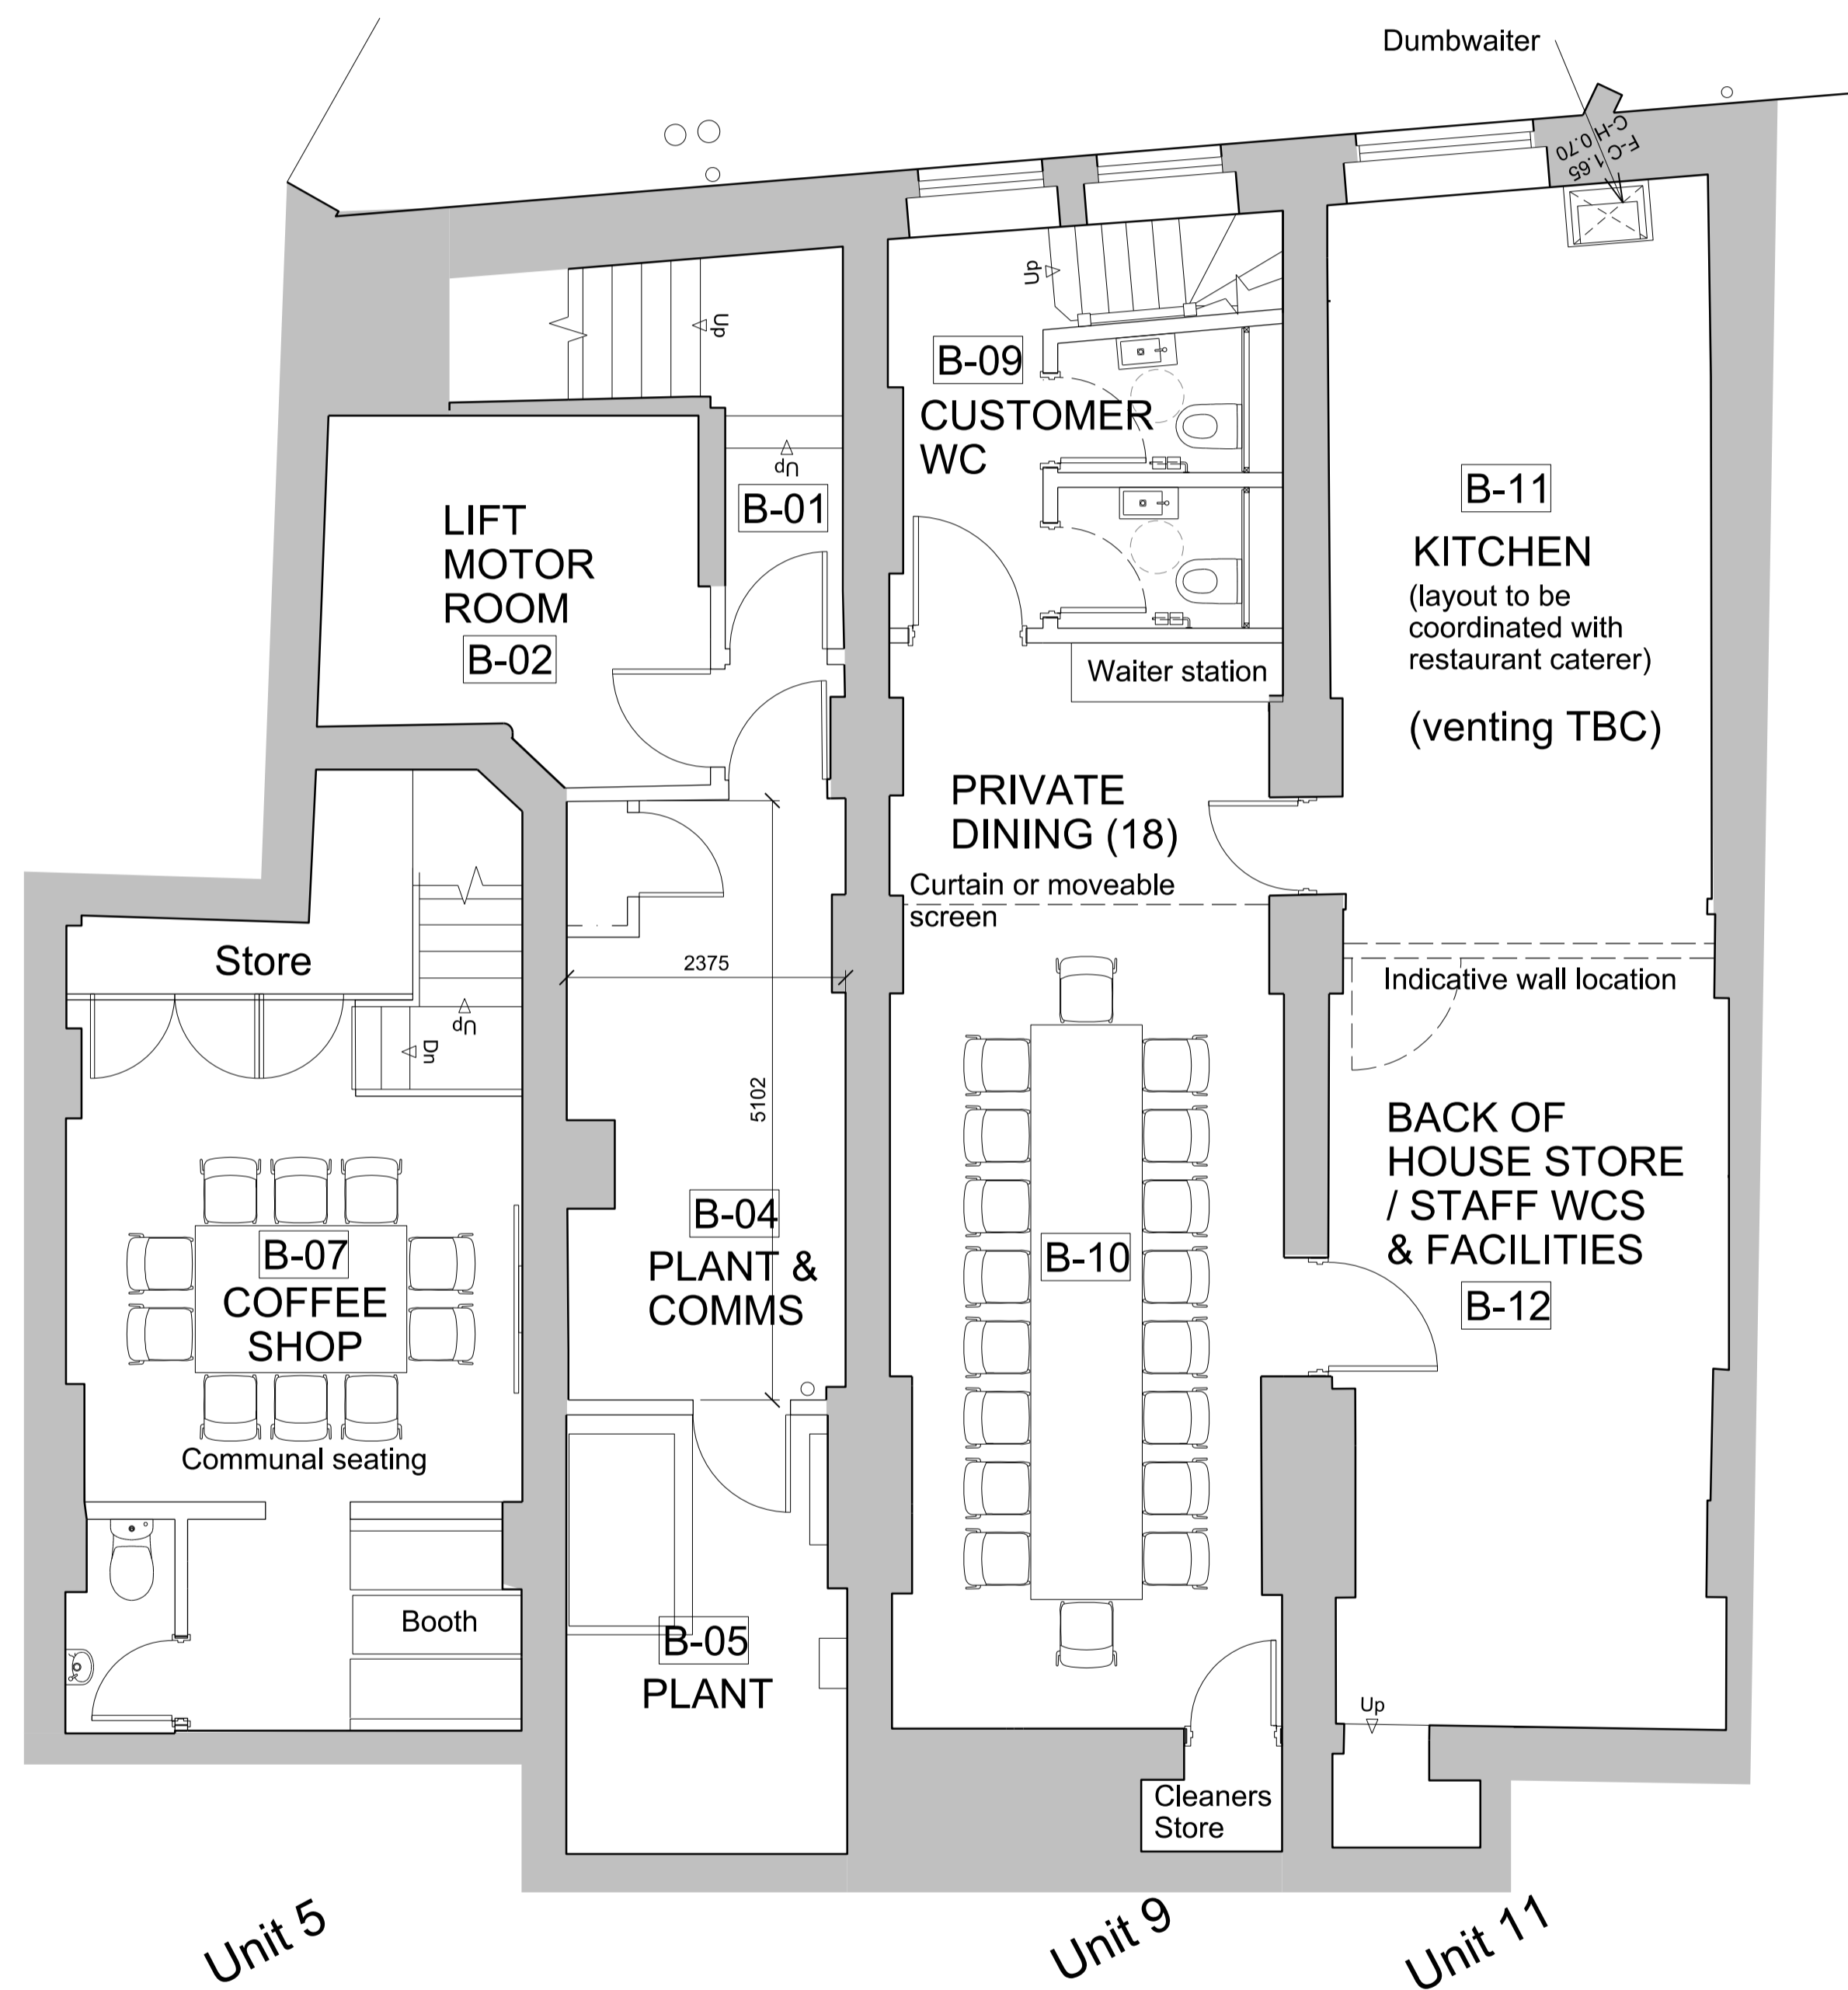 Dumbwaiter
F-C 1.65
C-H 0.70
Up
Up
Up
B-09
CUSTOMER
WC
B-01
LIFT
MOTOR
ROOM
B-02
B-11
KITCHEN
(layout to be
coordinated with
restaurant caterer)
(venting TBC)
Waiter station
PRIVATE
DINING (18)
Curtain or moveable
screen
Store
2375
Indicative wall location
Up
Dn
5102
BACK OF
HOUSE STORE
/ STAFF WCS
& FACILITIES
B-12
B-04
PLANT &
COMMS
B-10
B-07
COFFEE
SHOP
Communal seating
Booth
B-05
PLANT
Up
Cleaners
Store
Unit 5
Unit 9
Unit 11